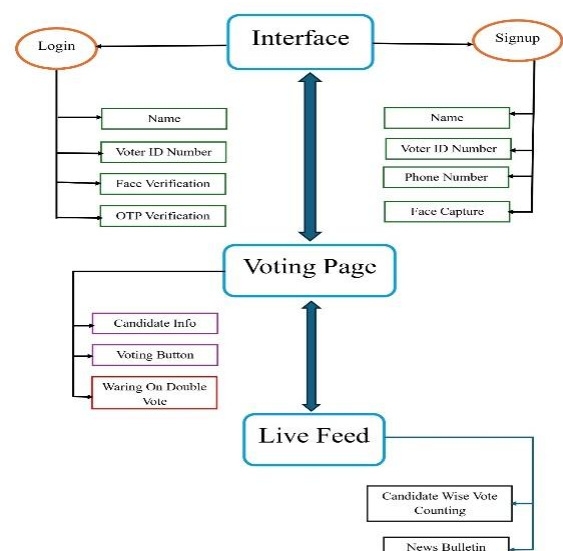 Login
Interface
Signup
Name
Voter ID Number
Face Verification
OTP Verification
Name
Voter ID Number
Phone Number
Face Capture
Voting Page
Candidate Info
Voting Button
Waring On Double
Vote
Live Feed
Candidate Wise Vote
Counting
News Bulletin